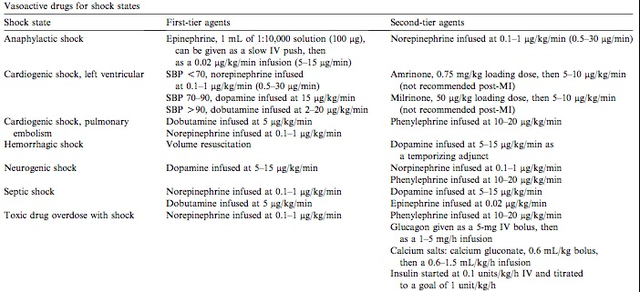 Vasoactive drugs for shock states
Shock state First-tier agents Second-tier agents
Anaphylactic shock Epinephrine, 1 mL of 1:10,000 solution (100 μg), Norepinephrine infused at 0.1–1 μg/kg/min (0.5–30 μg/min)
can be given as a slow IV push, then
as a 0.02 μg/kg/min infusion (5–15 μg/min)
Cardiogenic shock, left ventricular SBP <70, norepinephrine infused Amrinone, 0.75 mg/kg loading dose, then 5–10 μg/kg/min
at 0.1–1 μg/kg/min (0.5–30 μg/min) (not recommended post-MI)
SBP 70–90, dopamine infused at 15 μg/kg/min Milrinone, 50 μg loading dose, then 5–10 μg/kg/min
SBP >90, dobutamine infused at 2–20 μg/kg/min (not recommended post-MI)
Cardiogenic shock, pulmonary Dobutamine infused at 5 μg/kg/min Phenylephrine infused at 10–20 μg/kg/min
embolism Norepinephrine infused at 0.1–1 μg/kg/min
Hemorrhagic shock Volume resuscitation Dopamine infused at 5–15 μg/kg/min as
a temporizing adjunct
Neurogenic shock Dopamine infused at 5–15 μg/kg/min Norpinephrine infused at 0.1–1 μg/kg/min
Phenylephrine infused at 10–20 μg/kg/min
Septic shock Norepinephrine infused at 0.1–1 μg/kg/min Dopamine infused at 5–15 μg/kg/min
Dobutamine infused at 5 μg/kg/min Epinephrine infused at 0.02 μg/kg/min
Toxic drug overdose with shock Norepinephrine infused at 0.1–1 μg/kg/min Phenylephrine infused at 10–20 μg/kg/min
Glucagon given as a 5-mg IV bolus, then
as a 1–5 mg/h infusion
Calcium salts: calcium gluconate, 0.6 mL/kg bolus,
then a 0.6–1.5 mL/kg/h infusion
Insulin started at 0.1 units/kg/h IV and titrated
to a goal of 1 unit/kg/h